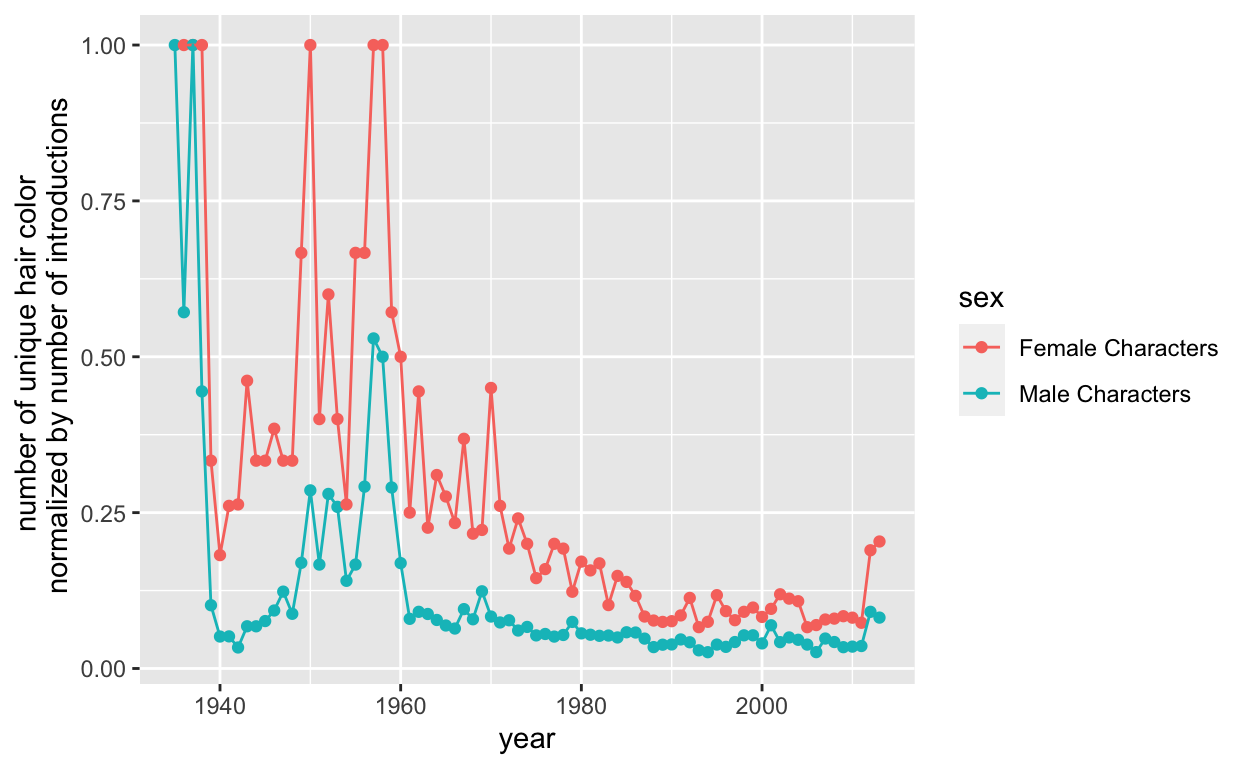 number of unique hair color
normalized by number of introductions
1.00
0.75
0.50
0.25
0.00
1940
1960
1980
2000
year
sex
Female Characters
Male Characters